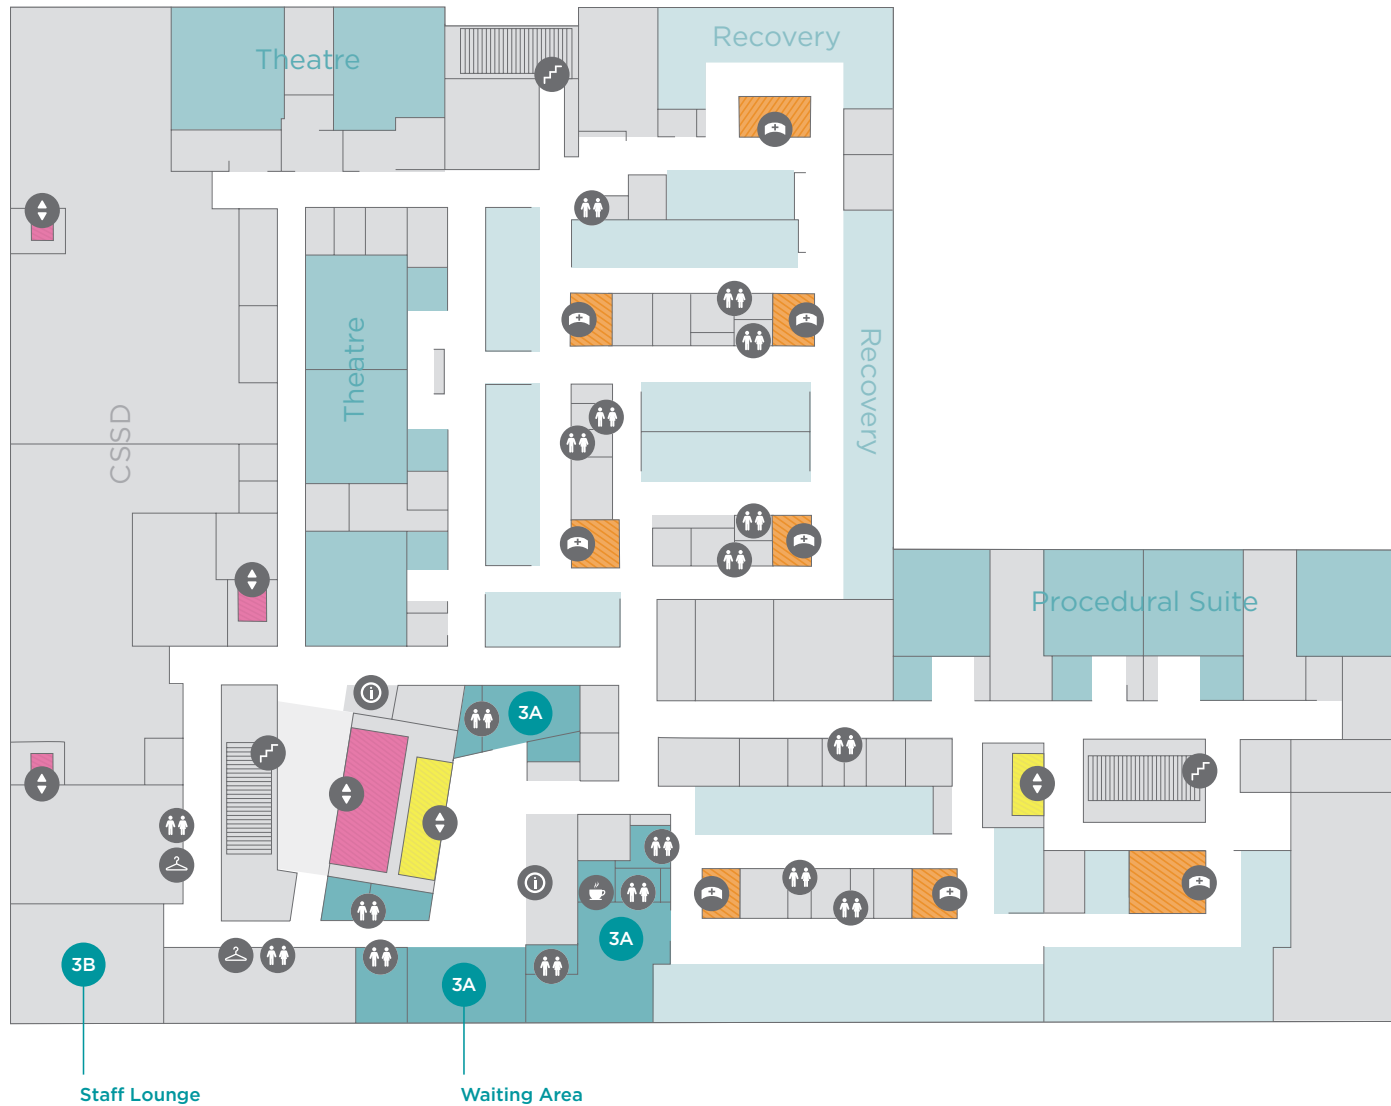 Recovery
Theatre
Theatre
Recovery
CSSD
Procedural Suite
3A
3A
3B
3A
Staff Lounge
Waiting Area